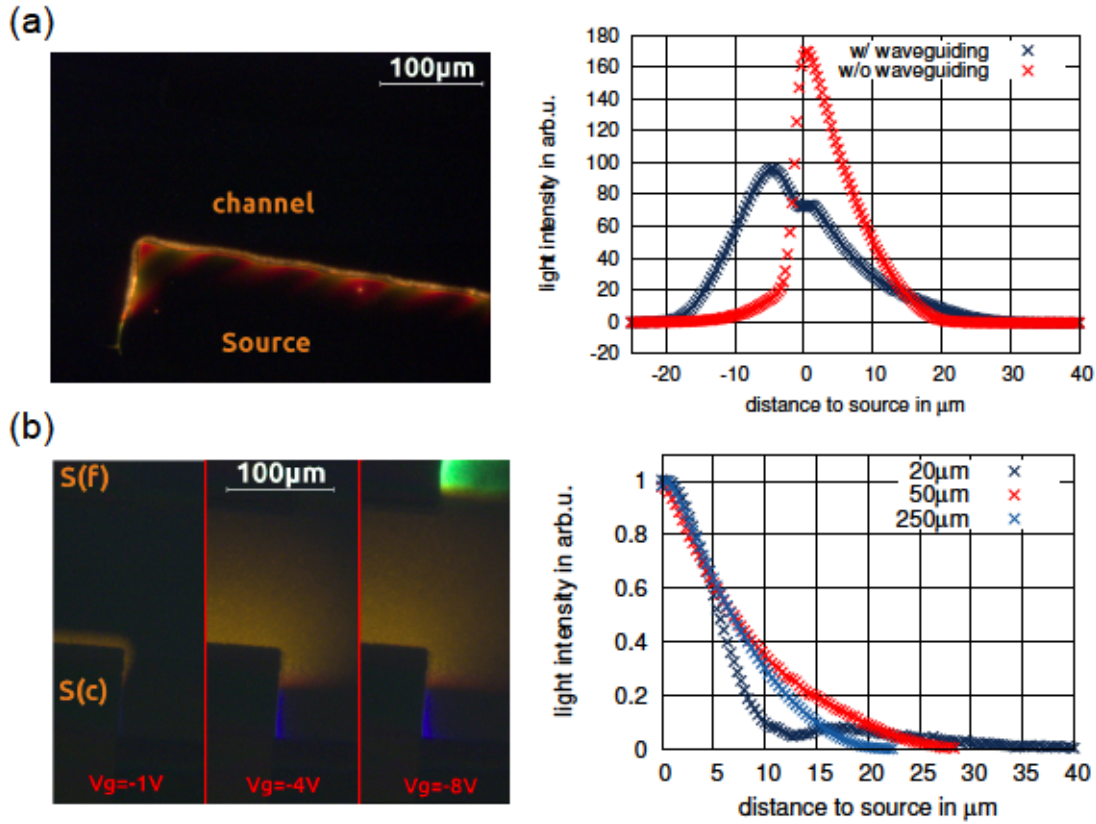 (a)
100μm
channel
Source
180
160
140
120
100
80
60
40
20
0
-20
w/ waveguiding
w/o waveguiding
light intensity in arb.u.
-20 -10 0 10 20 30 40
distance to source in μm
(b)
S(f)
100μm
S(c)
Vg=-1V Vg=-4V Vg=-8V
1
0.8
0.6
0.4
0.2
0
20μm
50μm
250μm
light intensity in arb.u.
0 5 10 15 20 25 30 35 40
distance to source in μm